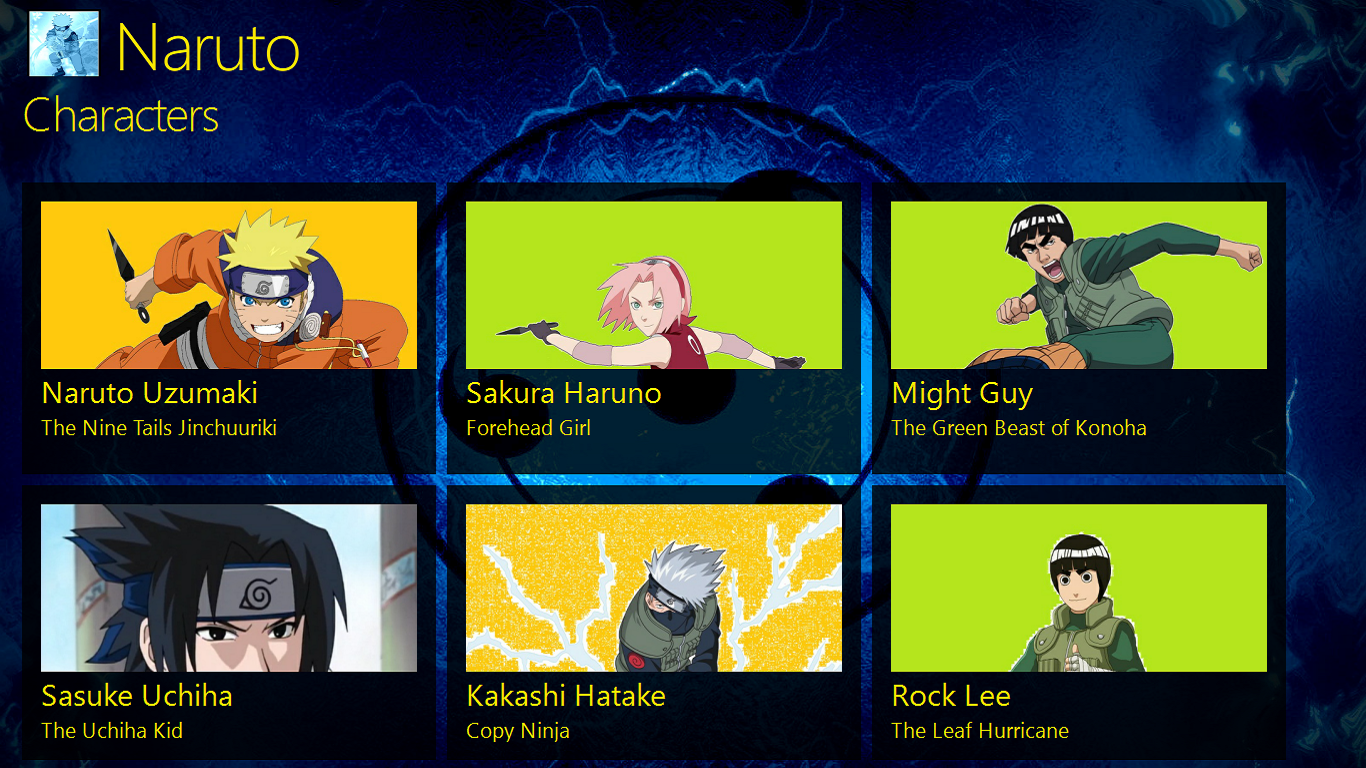 Naruto
Characters
Naruto Uzumaki
The Nine Tails Jinchuuriki
Sakura Haruno
Forehead Girl
Might Guy
The Green Beast of Konoha
Sasuke Uchiha
The Uchiha Kid
Kakashi Hatake
Copy Ninja
Rock Lee
The Leaf Hurricane